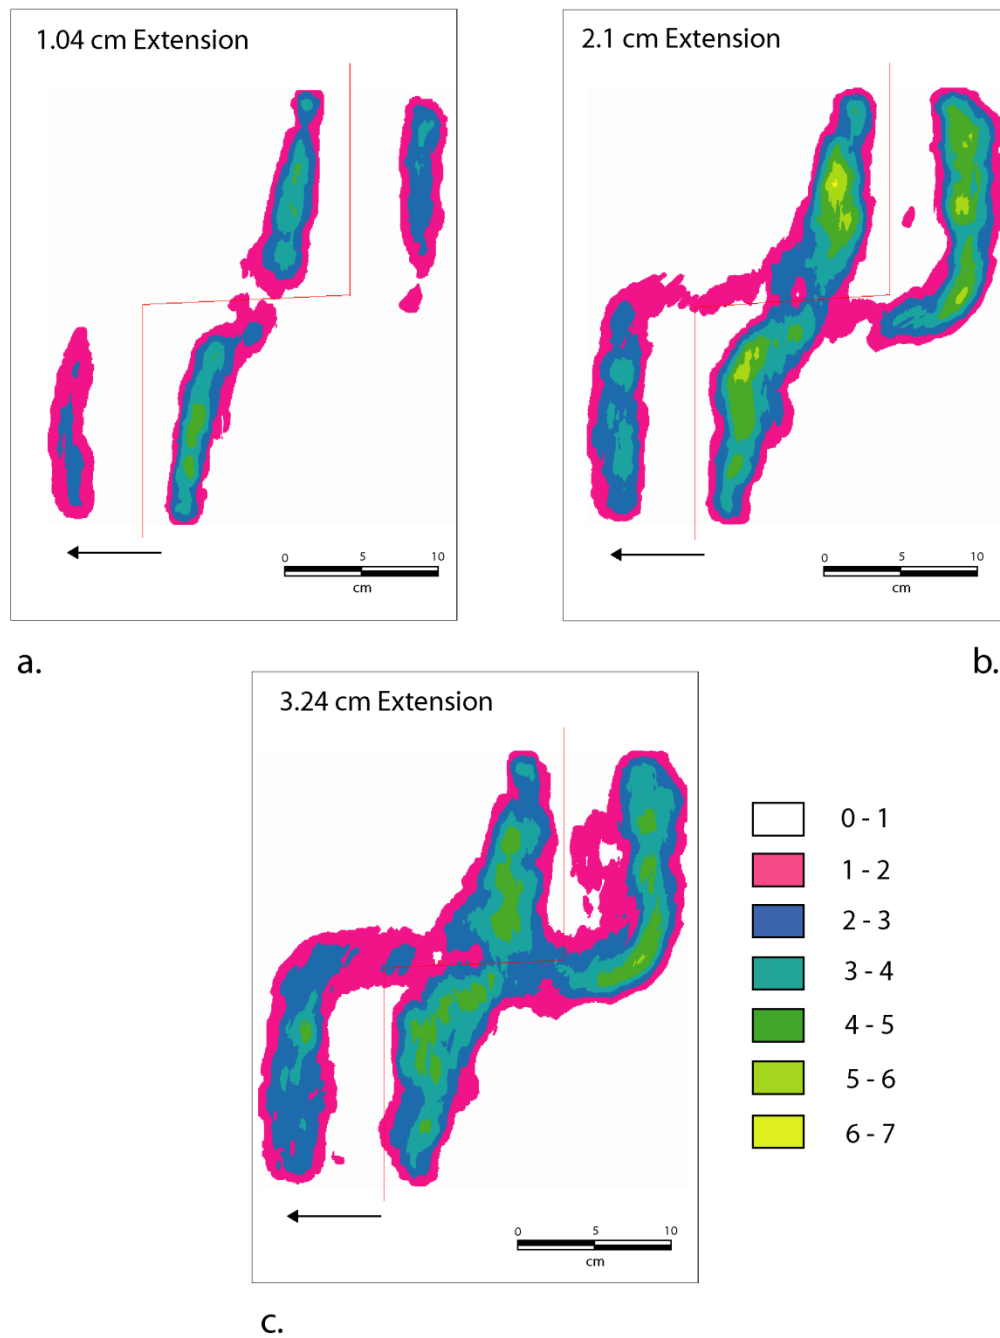 1.04 cm Extension
0 5 10
cm
a.
2.1 cm Extension
0 5 10
cm
b.
3.24 cm Extension
0 5 10
cm
c.
0 - 1
1 - 2
2 - 3
3 - 4
4 - 5
5 - 6
6 - 7